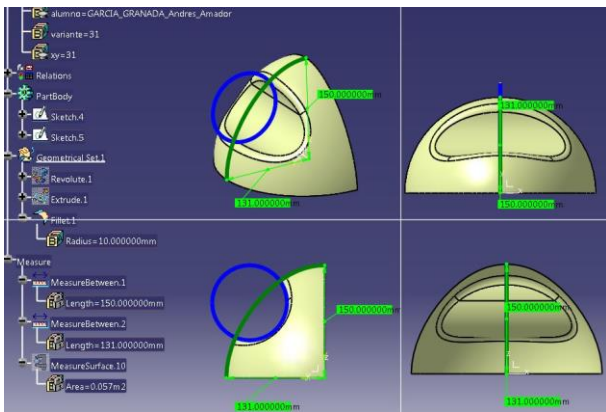 alumno=GARCIA_GRANADA_Andres_Amador
variante=31
xy=31
Relations
PartBody
Sketch.4
Sketch.5
Geometrical Set.1
Revolute.1
Extrude.1
Fillet.1
Radius=10.000000mm
Measure
MeasureBetween.1
Length=150.000000mm
MeasureBetween.2
Length=131.000000mm
MeasureSurface.10
Area=0.057m2
150.000000mm
131.000000mm
131.000000mm
150.000000mm
150.000000mm
131.000000mm
150.000000mm
131.000000mm